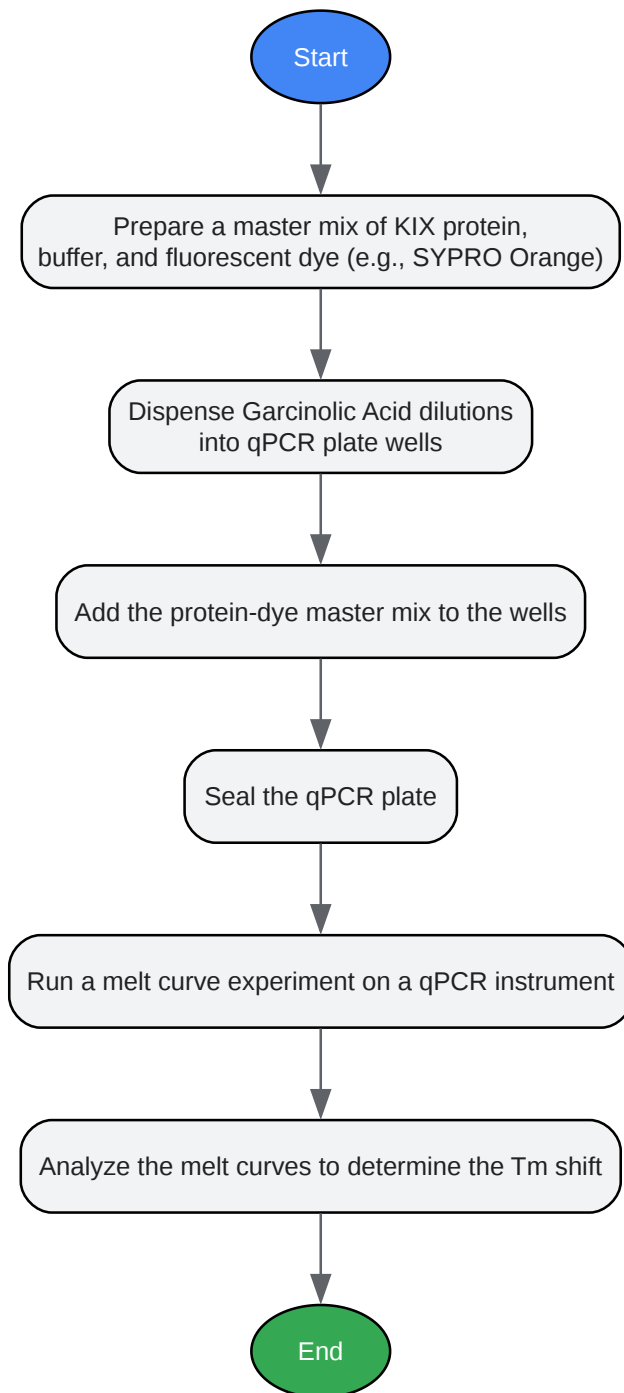 Start
Prepare a master mix of KIX protein,
buffer, and fluorescent dye (e.g., SYPRO Orange)
Dispense Garcinolic Acid dilutions
into qPCR plate wells
Add the protein-dye master mix to the wells
Seal the qPCR plate
Run a melt curve experiment on a qPCR instrument
Analyze the melt curves to determine the Tm shift
End